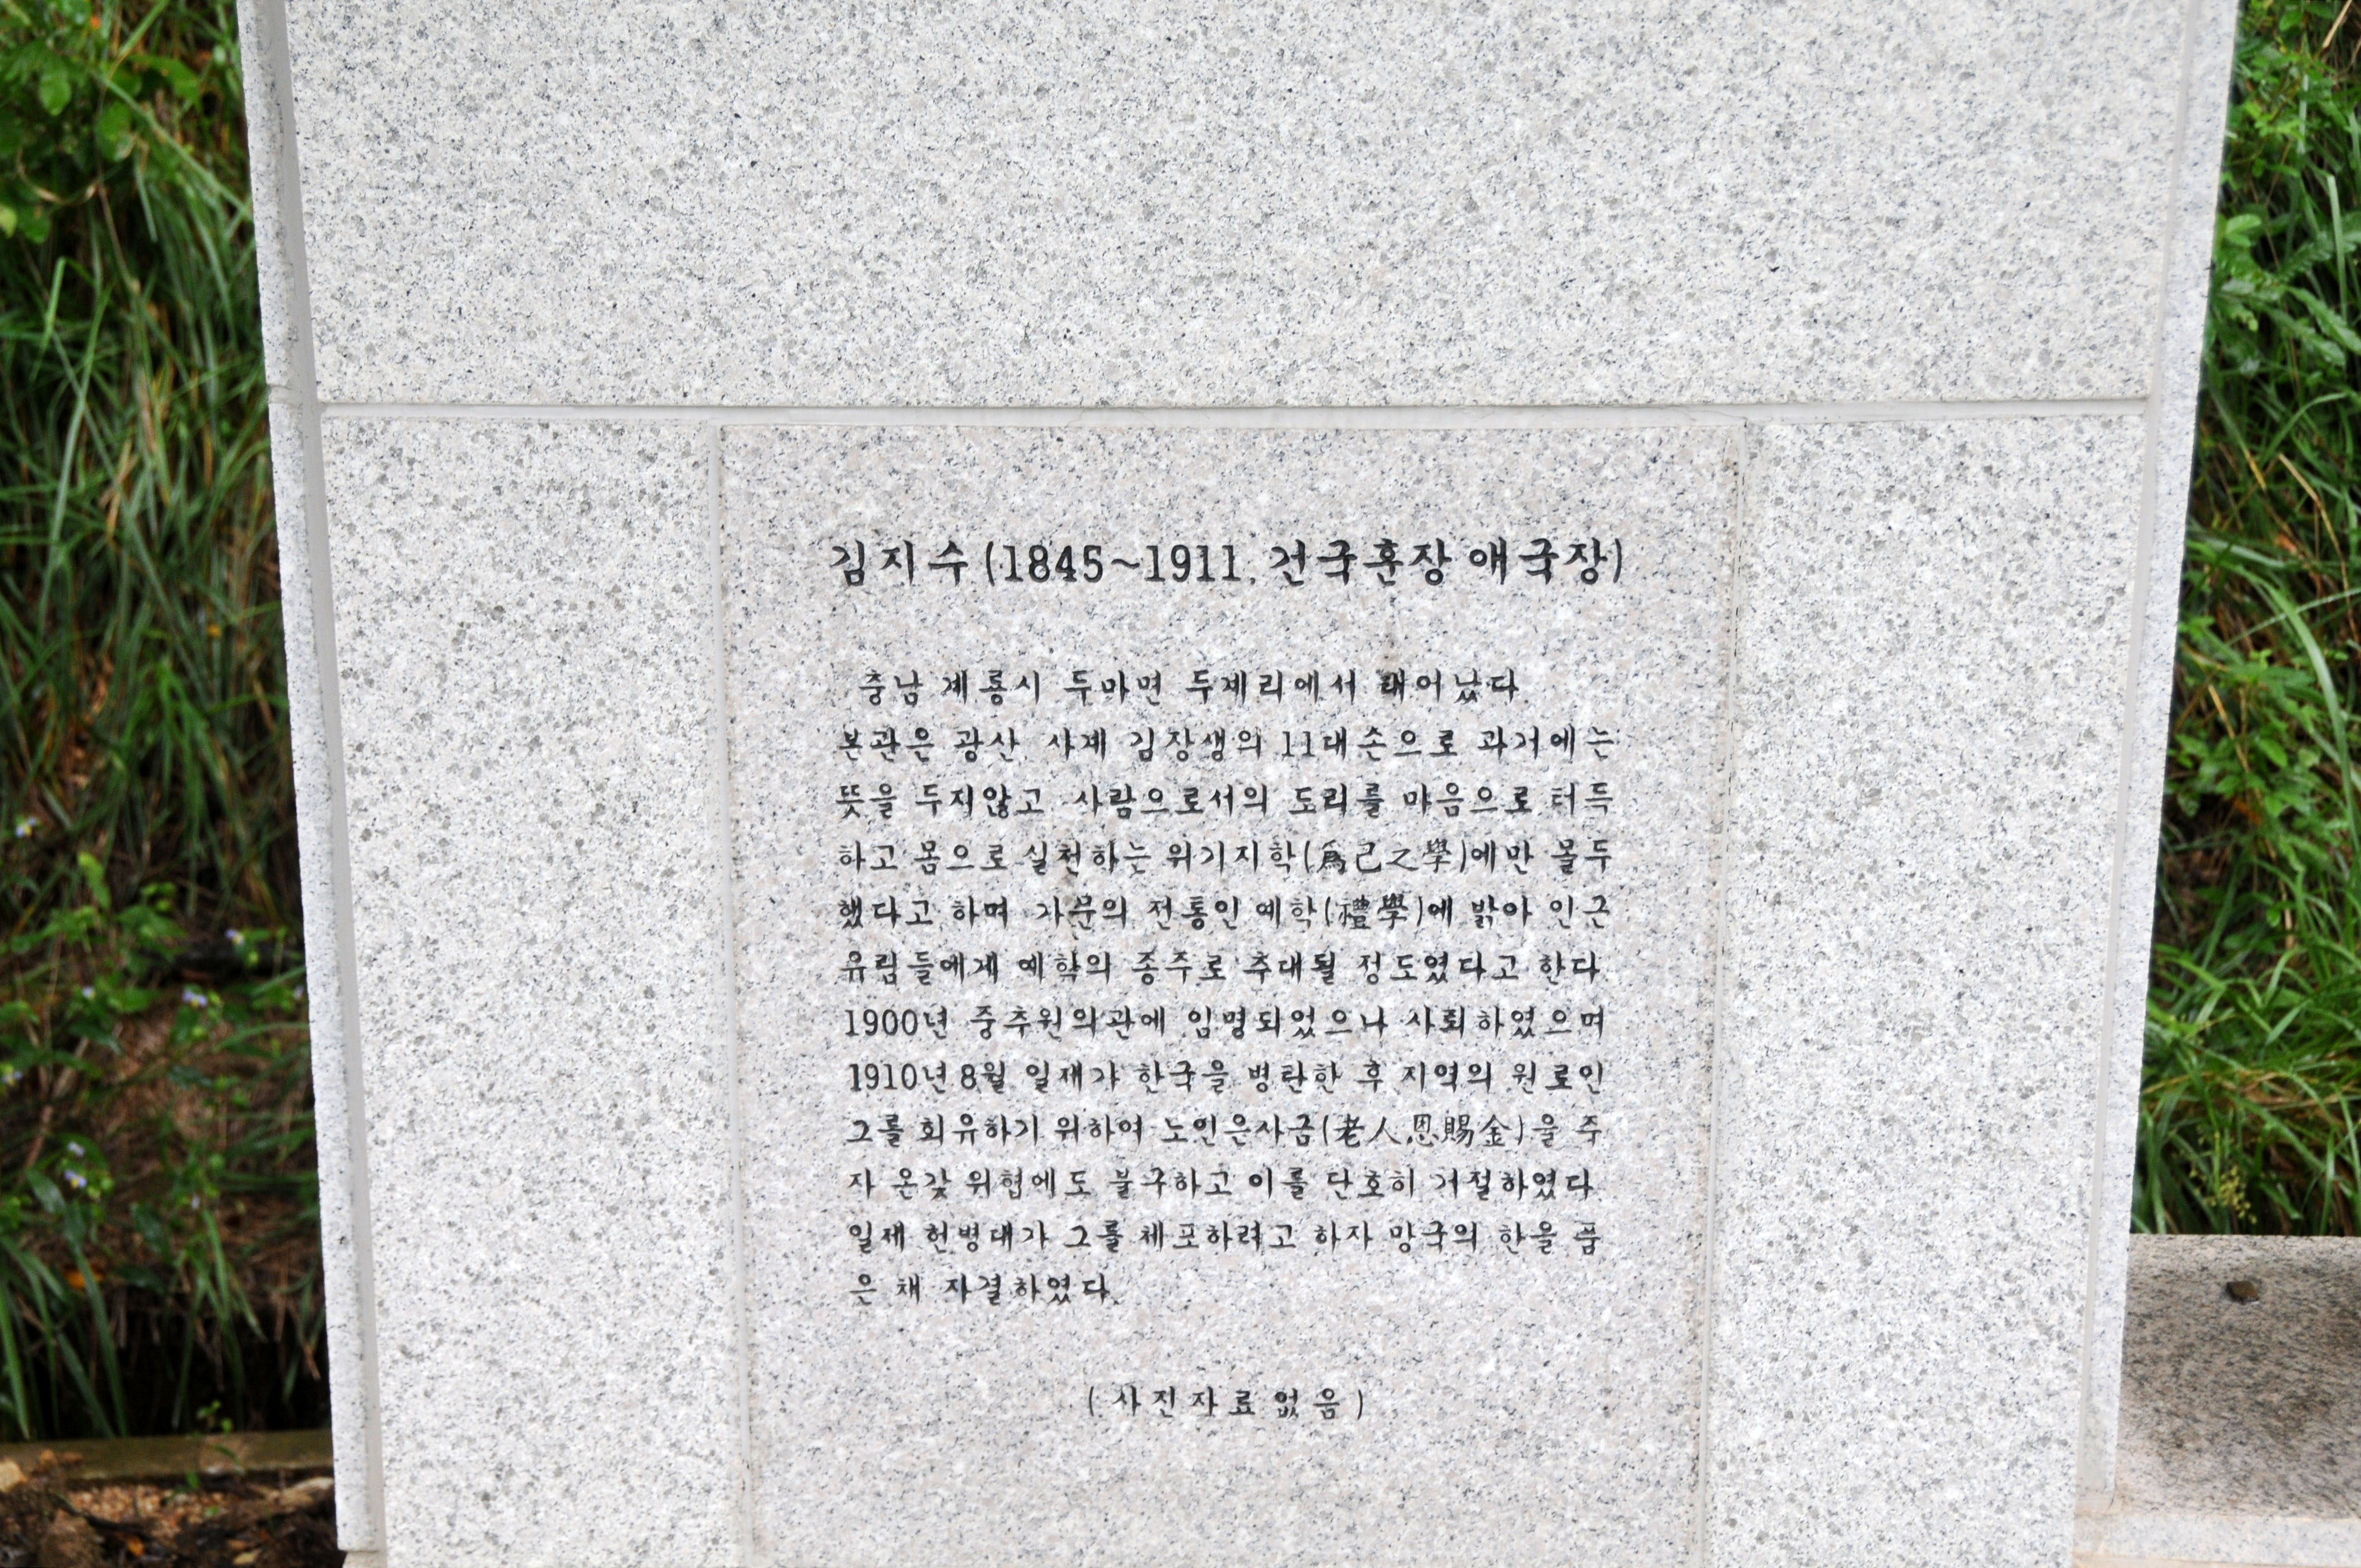 김지수 (1845~1911, 건국훈장 애국장)
충남 계룡시 두마면 두계리에서 태어났다.
본관은 광산, 사계 김장생의 11대손으로 과거에는
뜻을 두지않고, 사람으로서의 도리를 마음으로 터득
하고 몸으로 실천하는 위기지학(爲己之學)에만 몰두
했다고 하며, 가문의 전통인 예학(禮學)에 밝아 인근
유림들에게 예학의 종주로 추대될 정도였다고 한다.
1900년 중추원의관에 임명되었으나 사퇴하였으며
1910년 8월 일제가 한국을 병탄한 후 지역의 원로인
그를 회유하기 위하여 노인은사금(老人恩賜金)을 주
자 온갖 위협에도 불구하고 이를 단호히 거절하였다.
일제 헌병대가 그를 체포하려고 하자 망국의 한을 품
은 채 자결하였다.
(사진자료없음)